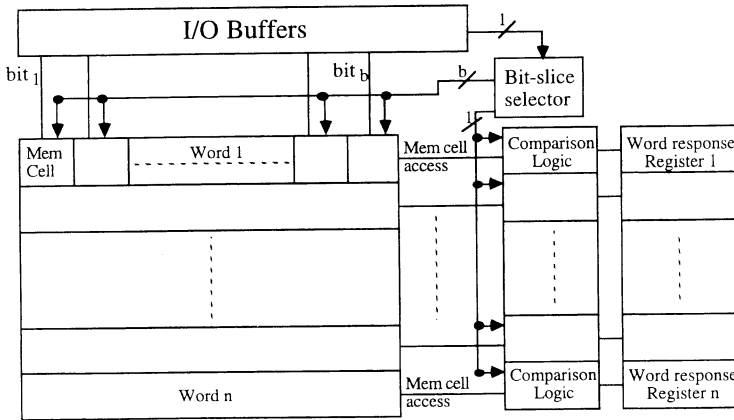 I/O Buffers
1
bit 1
bit b
b
Bit-slice
selector
1
Mem
Cell
Word 1
Mem cell
access
Comparison
Logic
Word response
Register 1
Word n
Mem cell
access
Comparison
Logic
Word response
Register n